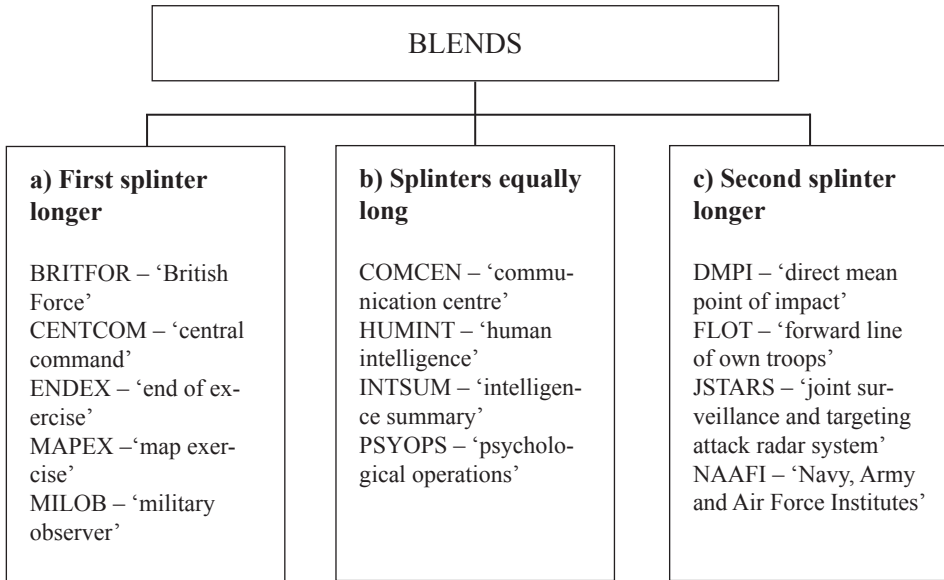 BLENDS
a) First splinter
longer
BRITFOR – ‘British
Force’
CENTCOM – ‘central
command’
ENDEX – ‘end of ex-
ercise’
MAPEX –‘map exer-
cise’
MILOB – ‘military
observer’
b) Splinters equally
long
COMCEN – ‘commu-
nication centre’
HUMINT – ‘human
intelligence’
INTSUM – ‘intelligen-
ce summary’
PSYOPS – ‘psycholo-
gical operations’
c) Second splinter
longer
DMPI – ‘direct mean
point of impact’
FLOT – ‘forward line
of own troops’
JSTARS – ‘joint sur-
veillance and targeting
attack radar system’
NAAFI – ‘Navy, Army
and Air Force Institutes’